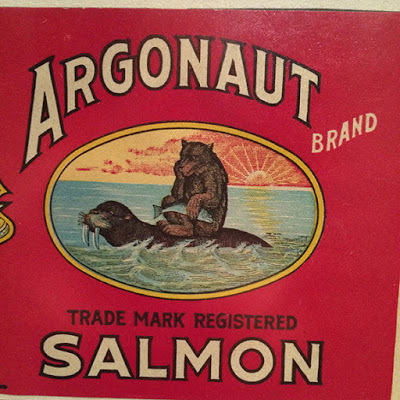 ARGONAUT
BRAND
TRADE MARK REGISTERED
SALMON